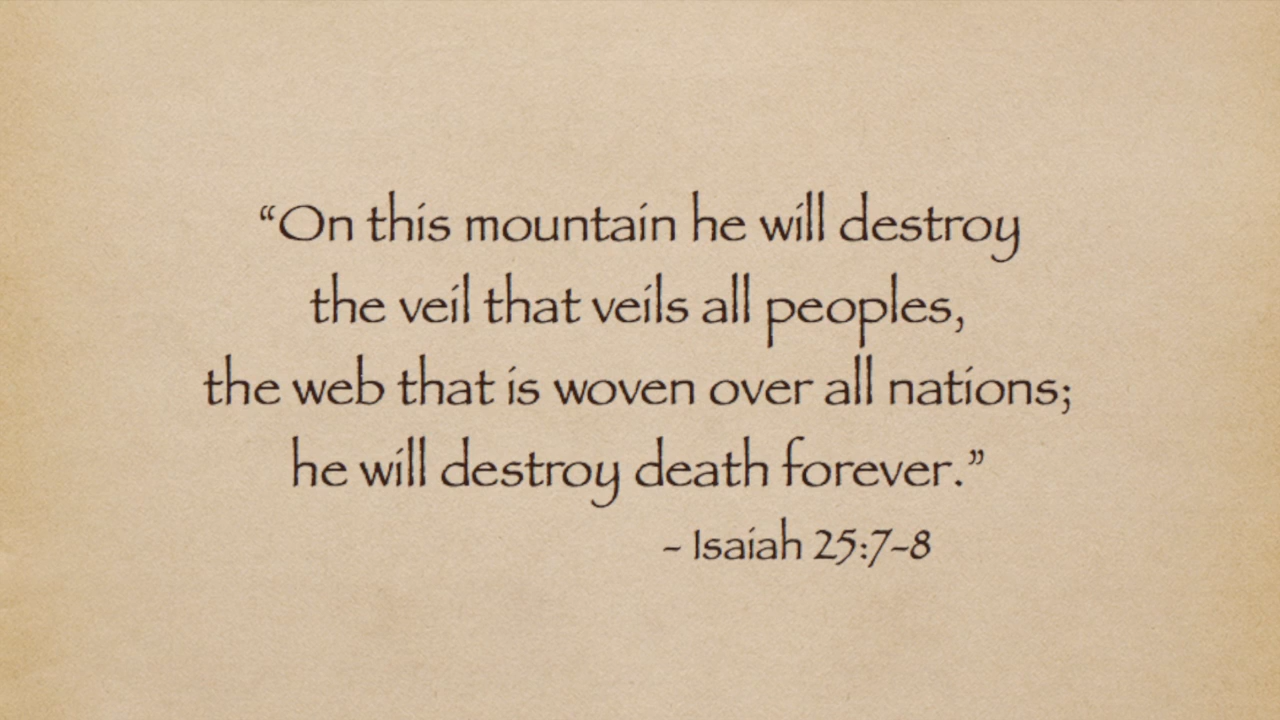 “On this mountain he will destroy
the veil that veils all peoples,
the web that is woven over all nations;
he will destroy death forever.”
- Isaiah 25:7-8